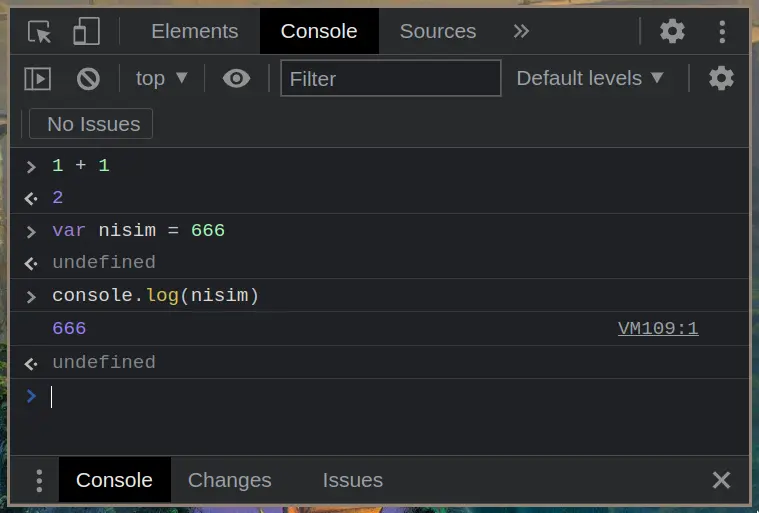 Elements Console Sources
top Filter Default levels
No Issues
1 + 1
2
var nisim = 666
undefined
console.log(nisim)
666 VM109:1
undefined
Console Changes Issues